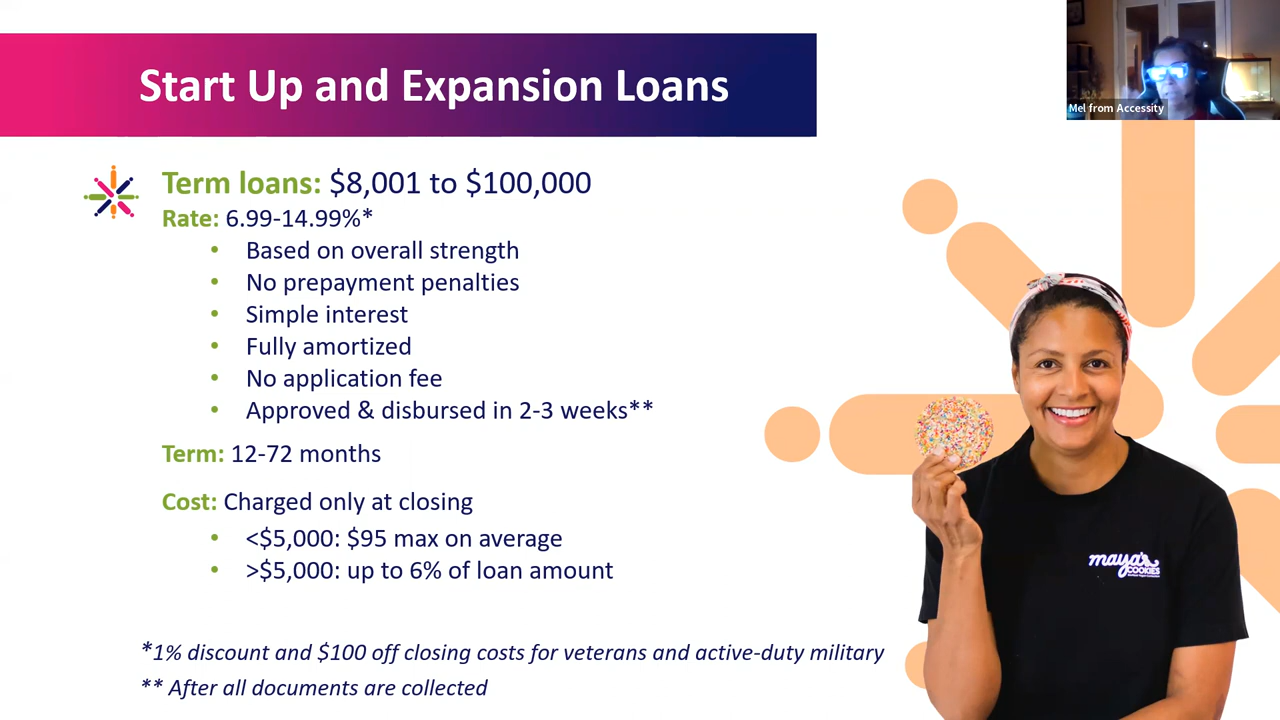 Start Up and Expansion Loans
Mel from Accessity
Term loans: $8,001 to $100,000
Rate: 6.99-14.99%*
• Based on overall strength
• No prepayment penalties
• Simple interest
• Fully amortized
• No application fee
• Approved & disbursed in 2-3 weeks**
Term: 12-72 months
Cost: Charged only at closing
• <$5,000: $95 max on average
• >$5,000: up to 6% of loan amount
maya's
COOKIES
*1% discount and $100 off closing costs for veterans and active-duty military
** After all documents are collected